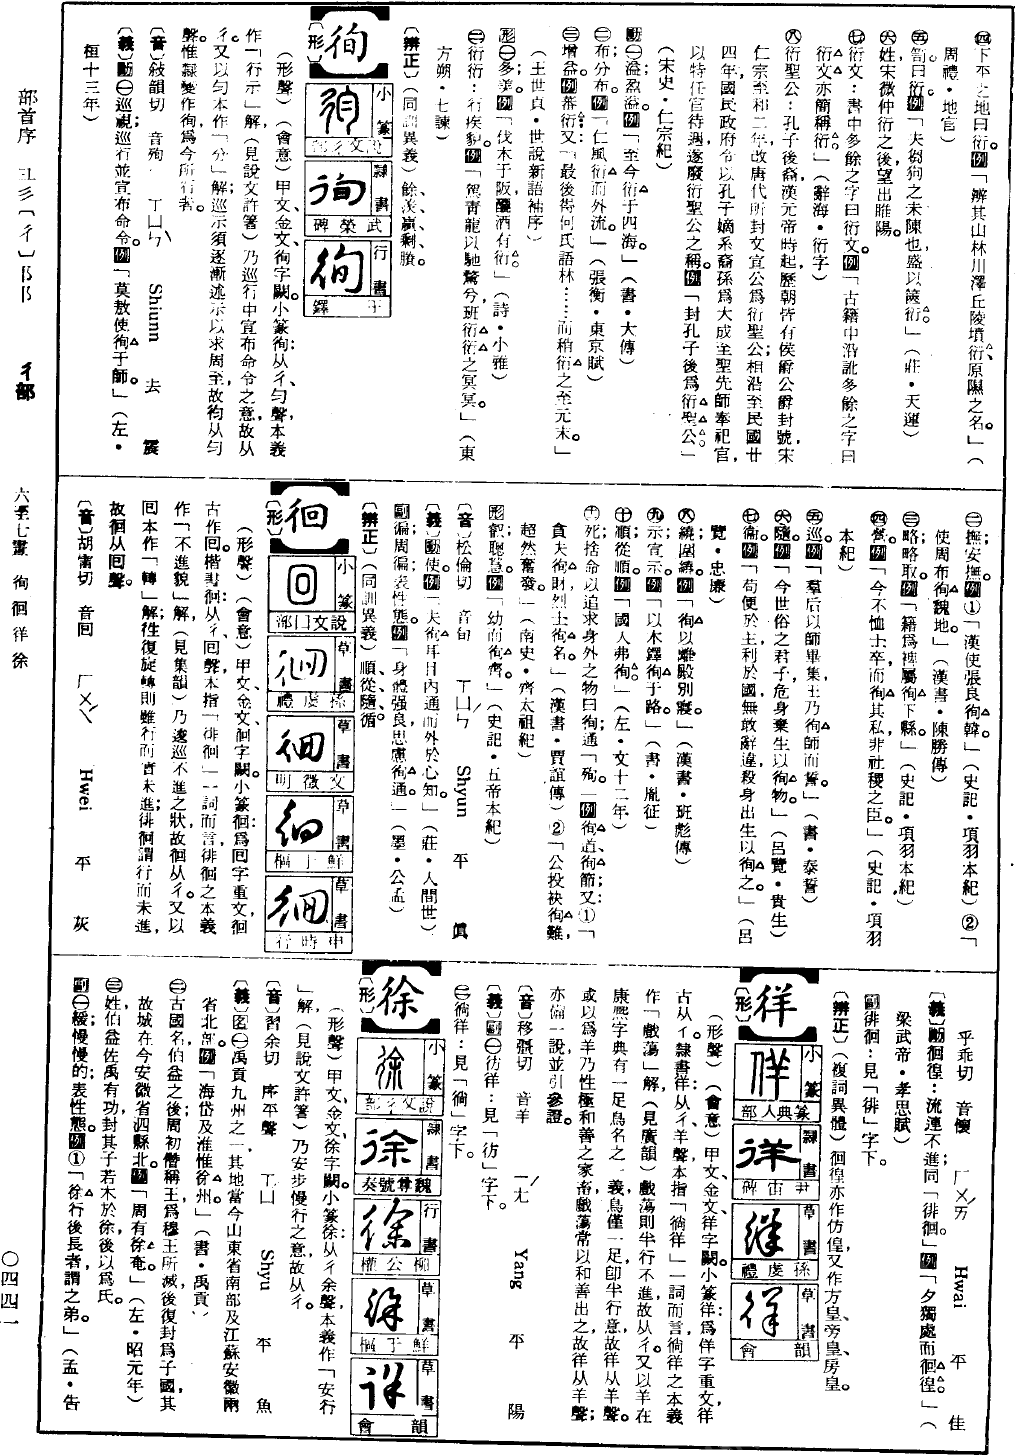 ㊃下平之地曰衍。例「辨其山林川澤丘陵墳衍原隰之名。」(
周禮・地官)
㊄笥曰衍。例「夫芻狗之未陳也,盛以篋衍。」(莊・天運)
㊅姓,宋微仲衍之後,望出睢陽。
㊆衍文:書中多餘之字曰衍文。例「古籍中沿訛多餘之字曰
衍文,亦簡稱衍。」(辭海・衍字)
㊇衍聖公:孔子後裔,漢元帝時起,歷朝皆有侯爵公爵封號,宋
仁宗至和二年,改唐代所封文宣公為衍聖公;相沿至民國廿
四年,國民政府令以孔子嫡系裔孫為大成至聖先師奉祀官,
以特任官待遇,遂廢衍聖公之稱。例「封孔子後為衍聖公。」
(宋史・仁宗紀)
動㊀溢;盈溢。例「至今衍于四海。」(書・大傳)
㊁布;分布。例「仁風衍而外流。」(張衡・東京賦)
㊂增益。例蕃衍;又「最後得何氏語林……而稍衍之至元末。」
(王世貞・世說新語補序)
形㊀多;美。例「伐木于阪,釃酒有衍。」(詩・小雅)
㊁衍衍:行疾貌。例「駕青龍以馳騖兮,班衍衍之冥冥。」(東
方朔・七諫)
〔辨正〕(同訓異義)餘、羨、贏、剩、賸。
徇
〔形〕
小篆 說文彳部
隸書 武榮碑
行書
(形聲)(會意)甲文、金文徇字闕。小篆徇:从彳,勻聲,本義
作「行示」解(見說文許箸)乃巡行中宣布命令之意,故从
彳。又以勻本作「分」解,巡示須逐漸述示以求周至,故徇从勻
聲。惟隸變作徇為今所行者。
〔音〕敍韻切 音殉 ㄒㄩㄣˋ Shiunn 去 震
〔義〕動㊀巡視;巡行並宣布命令。例「莫敖使徇于師。」(左・
桓十三年)
㊁撫;安撫。例①「漢使張良徇韓。」(史記・項羽本紀)②「
使周布徇魏地」(漢書・陳勝傳)
㊂略;略取。例「籍為裨,屬徇下縣。」(史記・項羽本紀)
㊃營。例「今不恤士卒而徇其私,非社稷之臣。」(史記・項羽
本紀)
㊄巡。例「羣后以師畢集,王乃徇師而誓。」(書・泰誓)
㊅隨。例「今世俗之君子,危身棄生以徇物。」(呂覽・貴生)
㊆衞。例「苟便於主利於國,無敢辭違,殺身出生以徇之。」(呂
覽・忠廉)
㊇繞;圍繞。例「徇以離殿別寢。」(漢書・班彪傳)
㊈示;宣示。例「以木鐸徇于路。」(書・胤征)
㊉順從;順。例「國人弗徇。」(左・文十二年)
死;捨命以追求身外之物曰徇,通「殉。」例徇道、徇節;又:①「
貪夫徇財,烈士徇名。」(漢書・賈誼傳)②「公投袂徇難,
超然奮發。」(南史・齊太祖紀)
形叡;聰慧。例「幼而徇齊。」(史記・五帝本紀)
〔音〕松倫切 音旬 ㄒㄩㄣˊ Shyun 平 眞
〔義〕動使。例「夫徇耳目內通而外於心知。」(莊・人間世)
副徧;周徧;表性態。例「身體强良,思慮徇通。」(墨・公孟)
〔辨正〕(同訓異義)順、從、隨、循。
徊
〔形〕
小篆 說文囗部
草書 孫虔禮
草書 文徵明
草書 鮮于樞
草書 申時行
(形聲)(會意)甲文、金文徊字闕。小篆徊:為回字重文,徊
古作回,楷書徊:从彳,回聲,本指「徘徊」一詞而言,徘徊之本義
作「不進貌」解(見集韻)乃逡巡不進之狀,故徊从彳。又以
回本作「轉」解,往復旋轉則雖行而實未進;徘徊謂行而未進,
故徊从回聲。
〔音〕胡雷切 音回 ㄏㄨㄟˊ Hwei 平 灰
乎乖切 音懷 ㄏㄨㄞˊ Hwai 平 佳
〔義〕動徊徨:流連不進,同「徘徊。」例「夕獨處而徊徨。」(
梁武帝・孝思賦)
副徘徊:見「徘」字下。
〔辨正〕(複詞異體)徊徨亦作仿偟,又作方皇、旁皇、房皇。
徉
〔形〕
小篆 篆典人部
隸書 尹宙碑
草書 孫虔禮
草書 韻會
(形聲)(會意)甲文、金文徉字闕。小篆徉:為佯字重文,徉
古从彳。隸書徉:从彳,羊聲,本指「徜徉」一詞而言,徜徉之本義
作「戲蕩」解(見廣韻)戲蕩則半行不進,故从彳。又以羊在
康熙字典有一足鳥名之一義,鳥僅一足,卽半行意,故徉从羊聲。
或以為羊乃性極和善之家畜,戲蕩常以和善出之,故徉从羊聲;
亦備一說,並引參證。
〔音〕移張切 音羊 ㄧㄤˊ Yang 平 陽
〔義〕副㊀彷徉:見「彷」字下。
㊁徜徉:見「徜」字下。
徐
〔形〕
小篆 說文彳部
隸書 魏尊號奏
行書 柳公權
草書 鮮于樞
草書 韻會
(形聲)甲文、金文徐字闕。小篆徐:从彳,余聲,本義作「安行
」解(見說文許箸)乃安步慢行之意,故从彳。
〔音〕習余切 序平聲 ㄒㄩˊ Shyu 平 魚
〔義〕名㊀禹貢九州之一,其地當今山東省南部及江蘇安徽兩
省北部。例「海岱及淮惟徐州。」(書・禹貢)
㊁古國名,伯益之後,周初僭稱王,為穆王所滅,後復封為子國,其
故城在今安徽省泗縣北。例「周有徐奄。」(左・昭元年)
㊂姓,伯益佐禹有功,封其子若木於徐,後以為氏。
副㊀緩;慢慢的;表性態。例①「徐行後長者謂之弟。」(孟・告
部首序 彐彡〔彳〕
彳部
六至七畫 徇徊徉徐
〇四四一